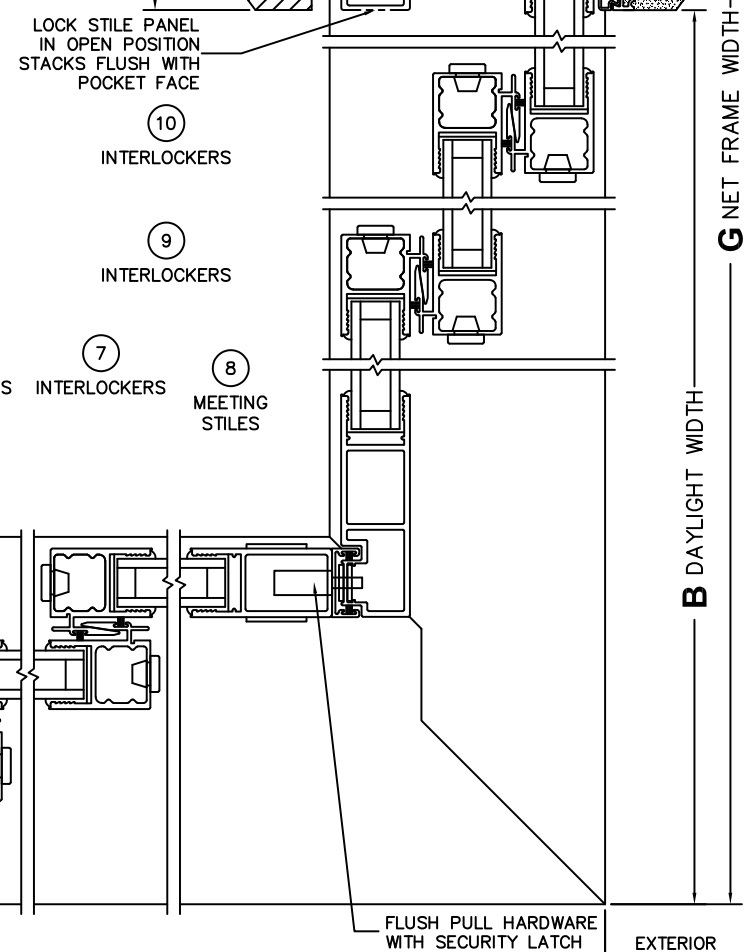 LOCK STILE PANEL
IN OPEN POSITION
STACKS FLUSH WITH
POCKET FACE
10
INTERLOCKERS
9
INTERLOCKERS
7
S INTERLOCKERS
8
MEETING
STILES
B DAYLIGHT WIDTH
G NET FRAME WIDTH
FLUSH PULL HARDWARE
WITH SECURITY LATCH
EXTERIOR